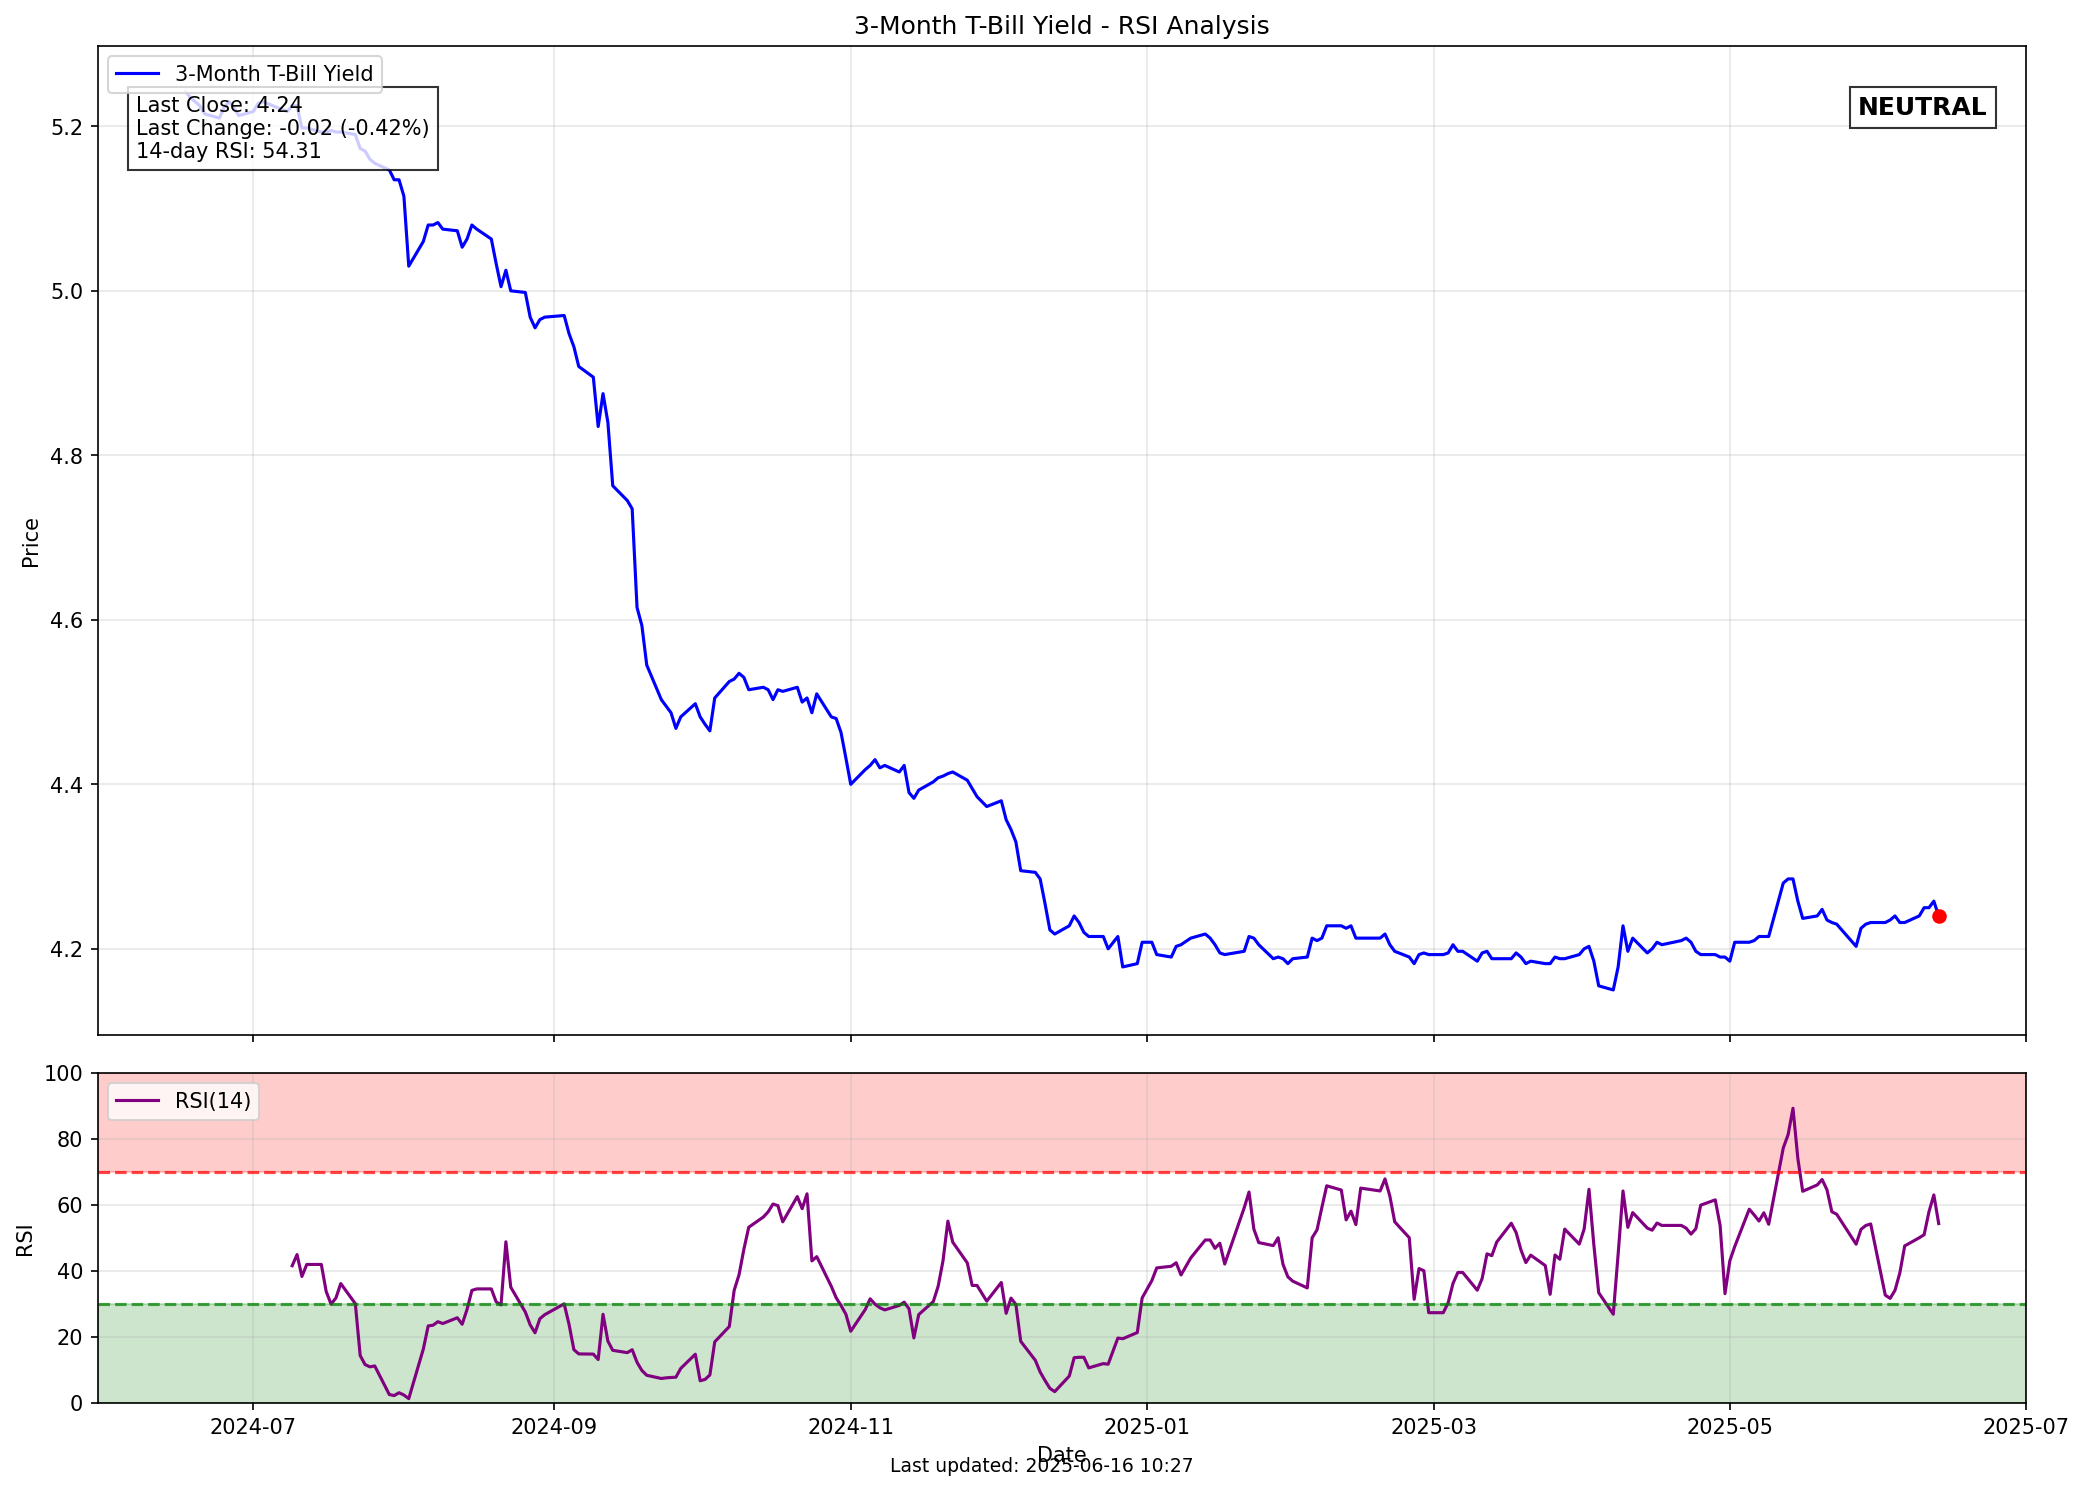 3-Month T-Bill Yield - RSI Analysis
3-Month T-Bill Yield
Last Close: 4.24
Last Change: -0.02 (-0.42%)
14-day RSI: 54.31
NEUTRAL
5.2
5.0
4.8
4.6
4.4
4.2
Price
RSI(14)
100
80
60
40
20
0
RSI
2024-07
2024-09
2024-11
2025-01
2025-03
2025-05
2025-07
Date
Last updated: 2025-06-16 10:27